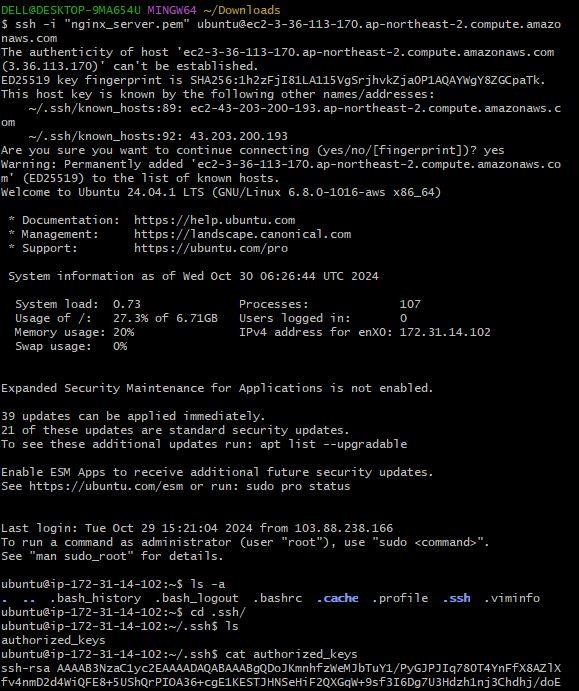 DELL@DESKTOP-9MA654U MINGW64 ~/Downloads
$ ssh -i "nginx_server.pem" ubuntu@ec2-3-36-113-170.ap-northeast-2.compute.amazo
naws.com
The authenticity of host 'ec2-3-36-113-170.ap-northeast-2.compute.amazonaws.com
(3.36.113.170)' can't be established.
ED25519 key fingerprint is SHA256:1h2zFjI81LA115VgSrjhvkZja0P1AQAYWgY8ZGCpaTk.
This host key is known by the following other names/addresses:
    ~/.ssh/known_hosts:89: ec2-43-203-200-193.ap-northeast-2.compute.amazonaws.c
om
    ~/.ssh/known_hosts:92: 43.203.200.193
Are you sure you want to continue connecting (yes/no/[fingerprint])? yes
Warning: Permanently added 'ec2-3-36-113-170.ap-northeast-2.compute.amazonaws.co
m' (ED25519) to the list of known hosts.
Welcome to Ubuntu 24.04.1 LTS (GNU/Linux 6.8.0-1016-aws x86_64)
 * Documentation:  https://help.ubuntu.com
 * Management:     https://landscape.canonical.com
 * Support:        https://ubuntu.com/pro
 System information as of Wed Oct 30 06:26:44 UTC 2024
  System load:  0.73              Processes:             107
  Usage of /:   27.3% of 6.71GB   Users logged in:       0
  Memory usage: 20%               IPv4 address for enX0: 172.31.14.102
  Swap usage:   0%
Expanded Security Maintenance for Applications is not enabled.
39 updates can be applied immediately.
21 of these updates are standard security updates.
To see these additional updates run: apt list --upgradable
Enable ESM Apps to receive additional future security updates.
See https://ubuntu.com/esm or run: sudo pro status
Last login: Tue Oct 29 15:21:04 2024 from 103.88.238.166
To run a command as administrator (user "root"), use "sudo <command>".
See "man sudo_root" for details.
ubuntu@ip-172-31-14-102:~$ ls -a
.  ..  .bash_history  .bash_logout  .bashrc  .cache  .profile  .ssh  .viminfo
ubuntu@ip-172-31-14-102:~$ cd .ssh/
ubuntu@ip-172-31-14-102:~/.ssh$ ls
authorized_keys
ubuntu@ip-172-31-14-102:~/.ssh$ cat authorized_keys
ssh-rsa AAAAB3NzaC1yc2EAAAADAQABAAABgQDoJKmnhfzWeMJbTuY1/PyGJPJIq78OT4YnFfX8AZlX
fv4nmD2d4WiQFE8+5UShQrPIOA36+cgE1KESTJHNSeHiF2QXGqW+9sf3I6Dg7U3Hdzh1nj3Chdhj/doE